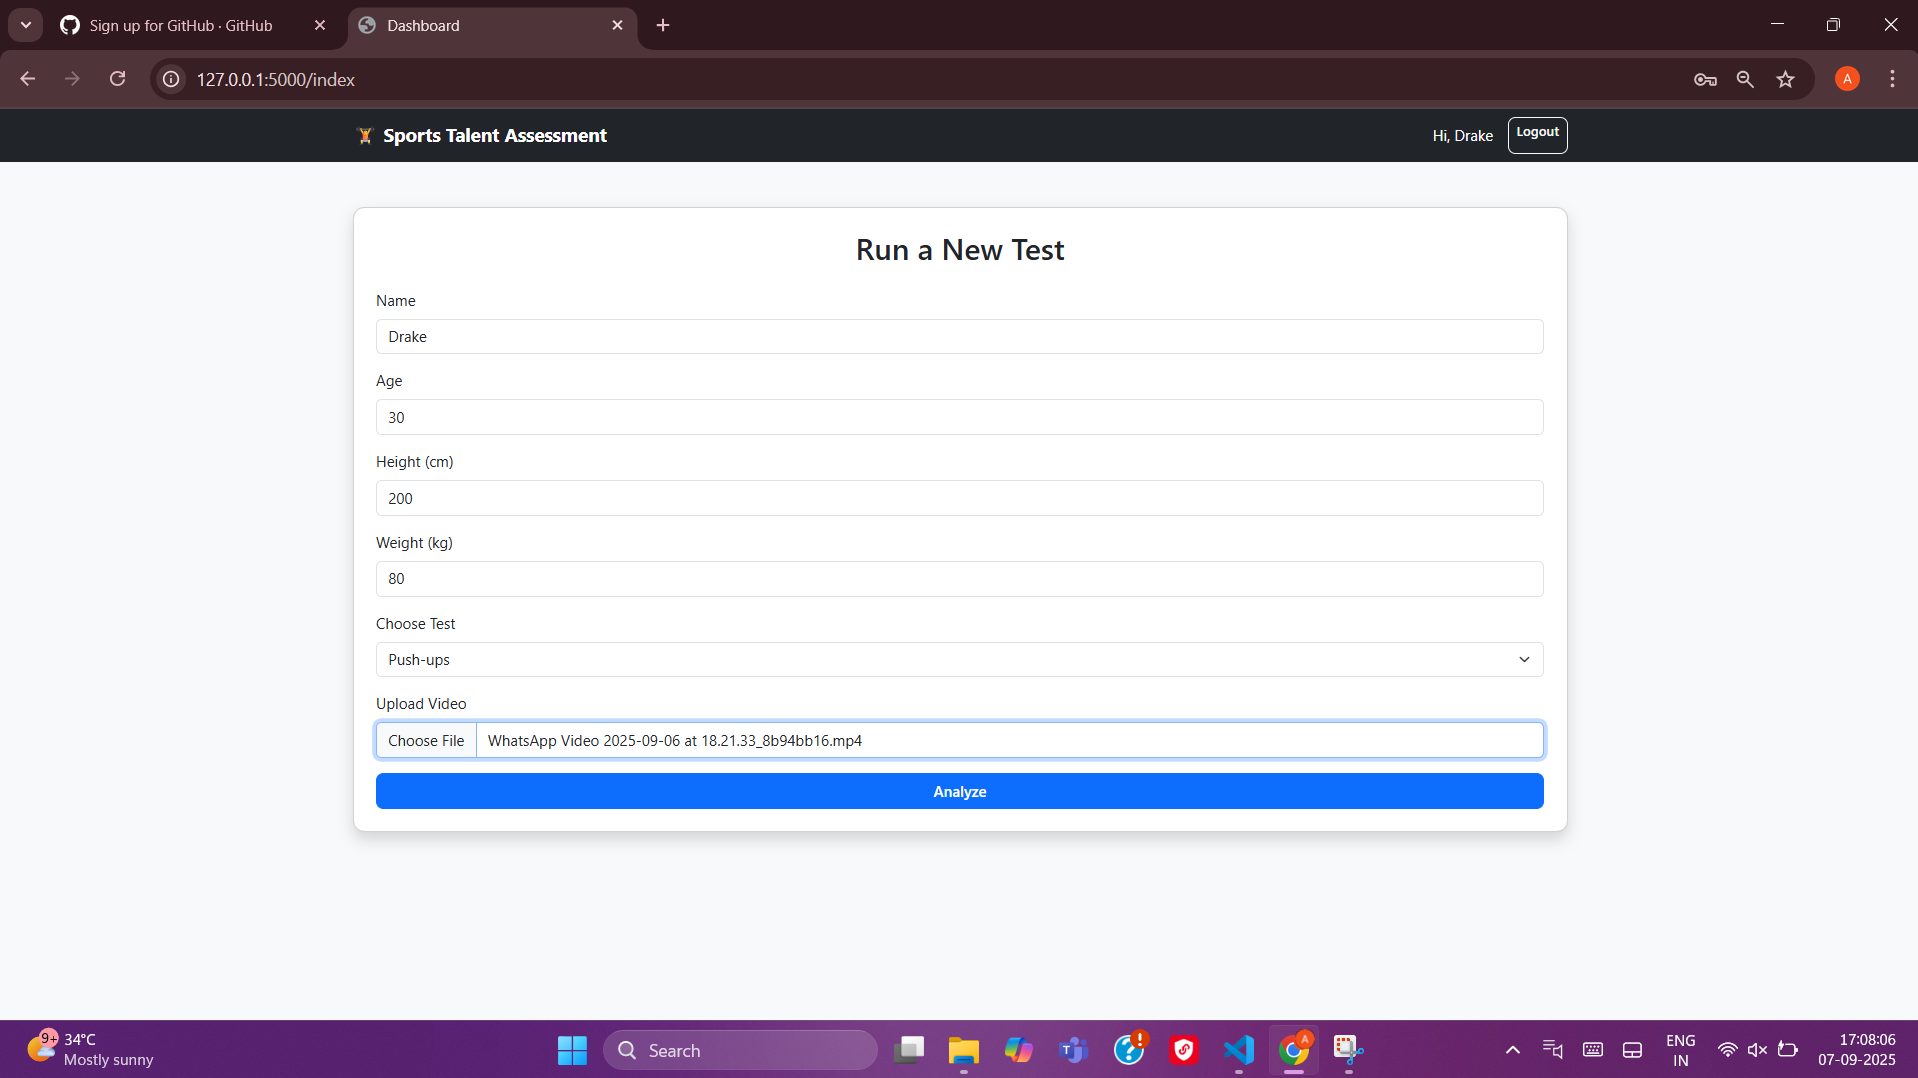 Sign up for GitHub · GitHub
Dashboard
127.0.0.1:5000/index
A
Sports Talent Assessment
Hi, Drake
Logout
Run a New Test
Name
Drake
Age
30
Height (cm)
200
Weight (kg)
80
Choose Test
Push-ups
Upload Video
Choose File
WhatsApp Video 2025-09-06 at 18.21.33_8b94bb16.mp4
Analyze
9+
34°C
Mostly sunny
Search
T
?
!
A
ENG
IN
17:08:06
07-09-2025